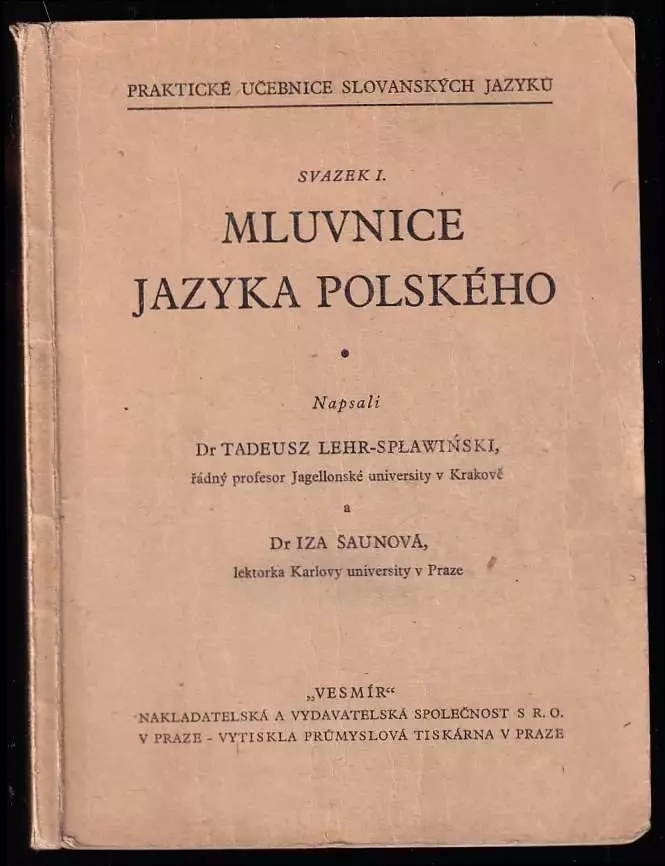 PRAKTICKÉ UČEBNICE SLOVANSKÝCH JAZYKŮ
SVAZEK I.
MLUVNICE
JAZYKA POLSKÉHO
Napsali
Dr TADEUSZ LEHR-SPŁAWIŃSKI,
řádný profesor Jagellonské university v Krakově
a
Dr IZA ŠAUNOVÁ,
lektorka Karlovy university v Praze
„VESMÍR“
NAKLADATELSKÁ A VYDAVATELSKÁ SPOLEČNOST S R. O.
V PRAZE - VYTISKLA PRŮMYSLOVÁ TISKÁRNA V PRAZE